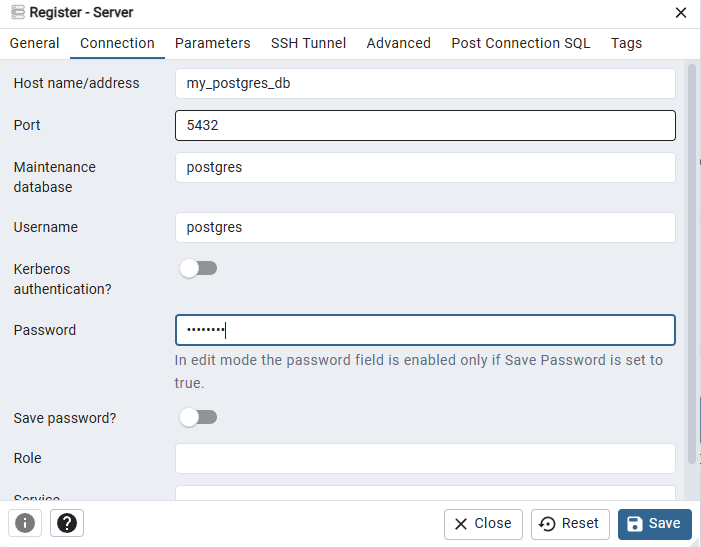 Register - Server
General Connection Parameters SSH Tunnel Advanced Post Connection SQL Tags
Host name/address my_postgres_db
Port 5432
Maintenance
database
postgres
Username postgres
Kerberos
authentication?
Password ••••••••
In edit mode the password field is enabled only if Save Password is set to
true.
Save password?
Role
Service
Close Reset Save